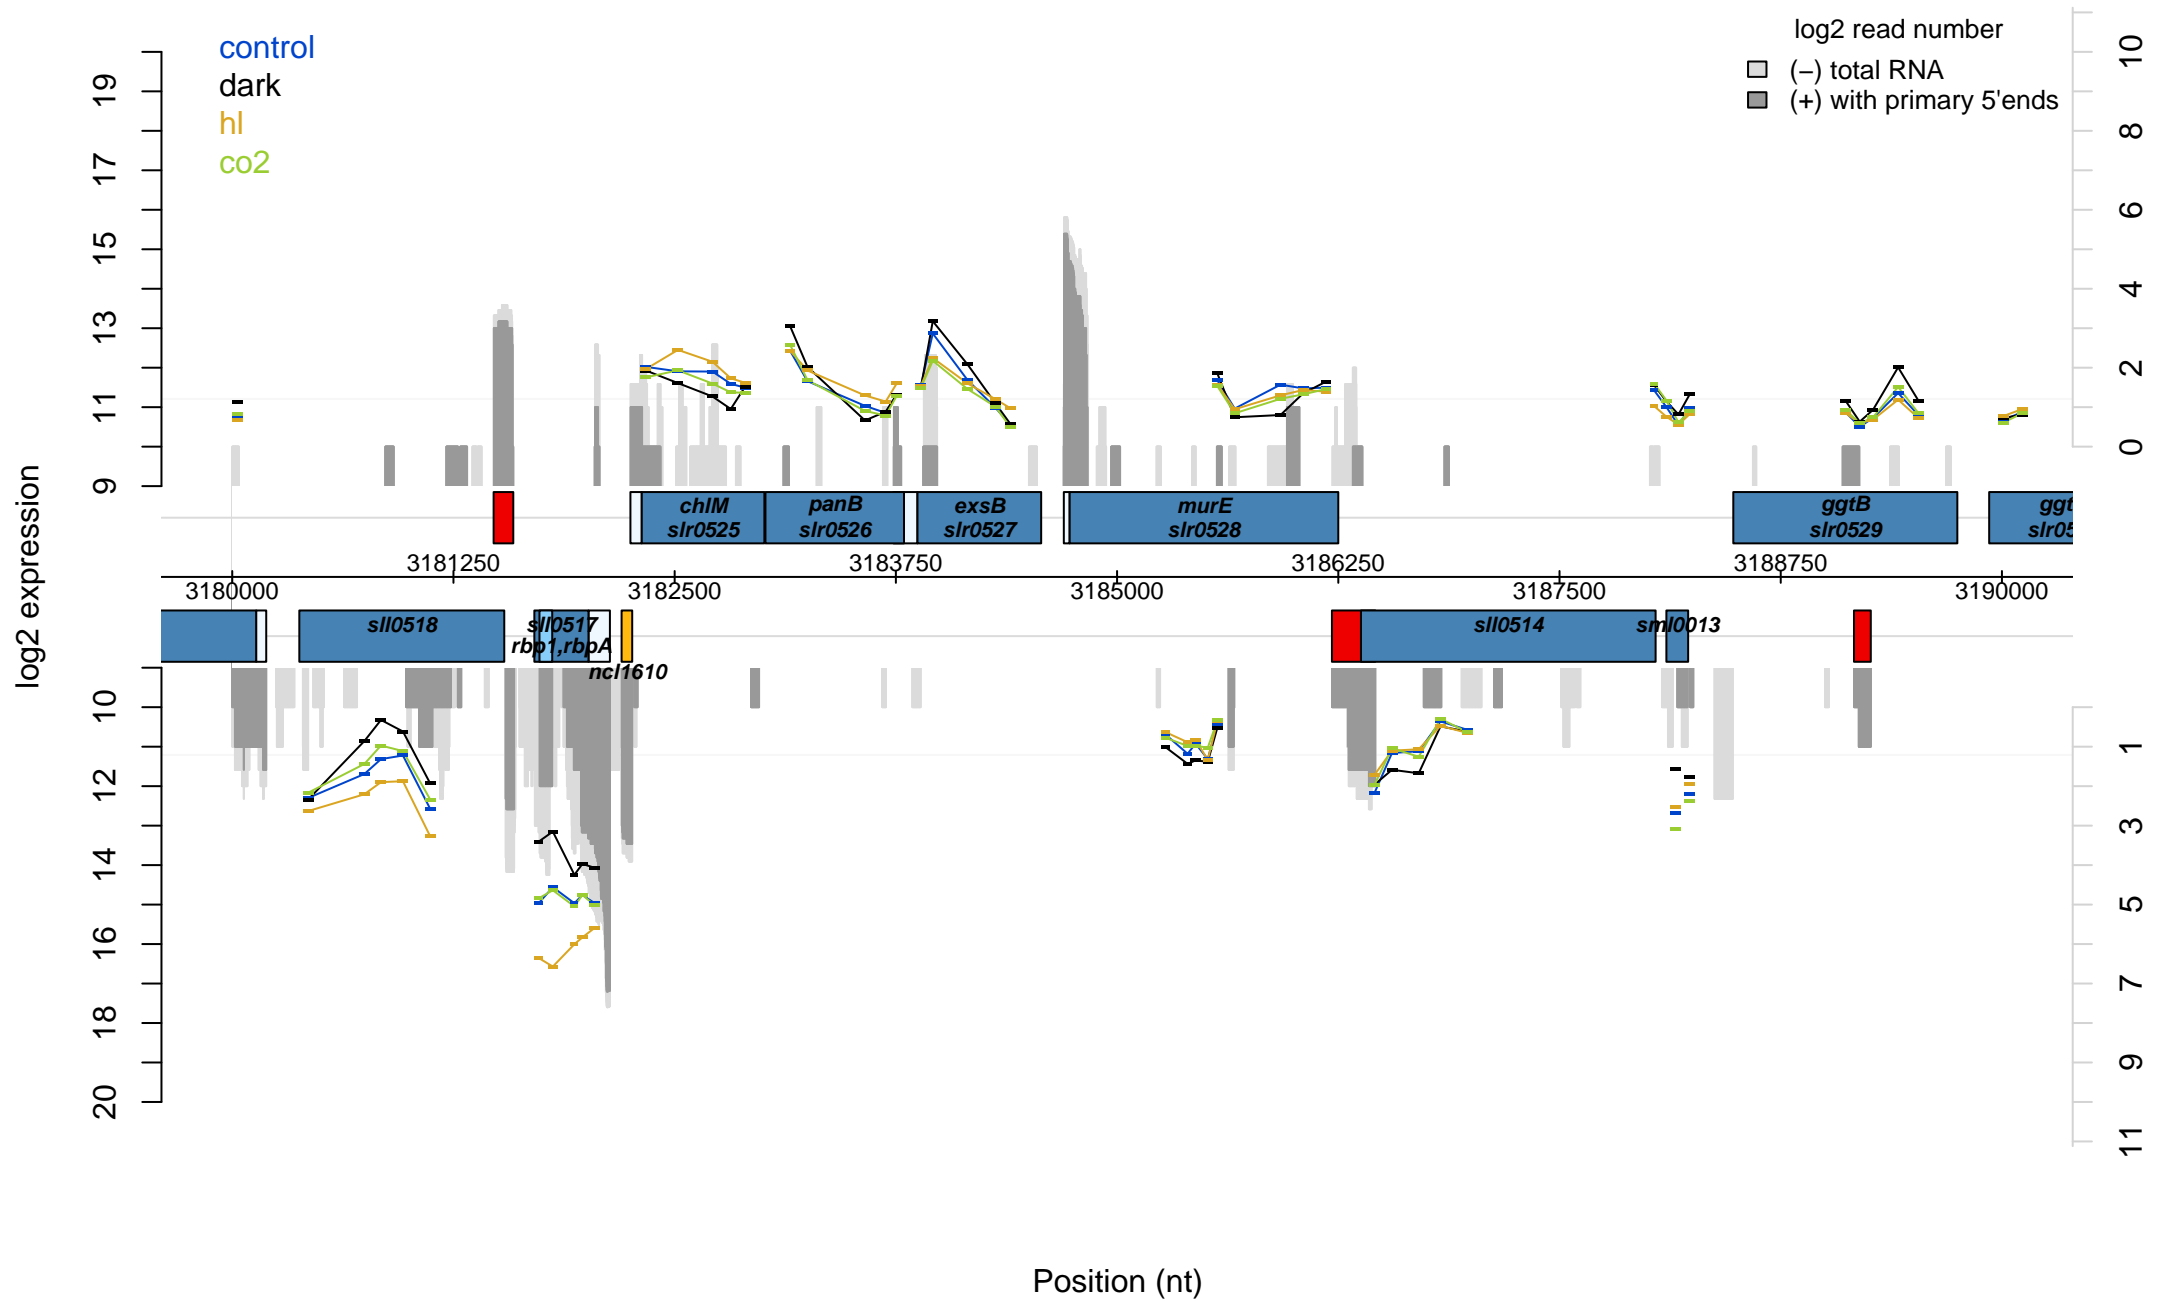 control
dark
hl
co2
log2 read number
(−) total RNA
(+) with primary 5'ends
19
17
15
13
11
9
10
8
6
4
2
0
log2 expression
chlM
slr0525
panB
slr0526
exsB
slr0527
murE
slr0528
ggtB
slr0529
ggt
slr05
3181250
3183750
3186250
3188750
3180000
3182500
3185000
3187500
3190000
sll0518
sll0517
rbp1,rbpA
ncl1610
sll0514
sml0013
10
12
14
16
18
20
1
3
5
7
9
11
Position (nt)